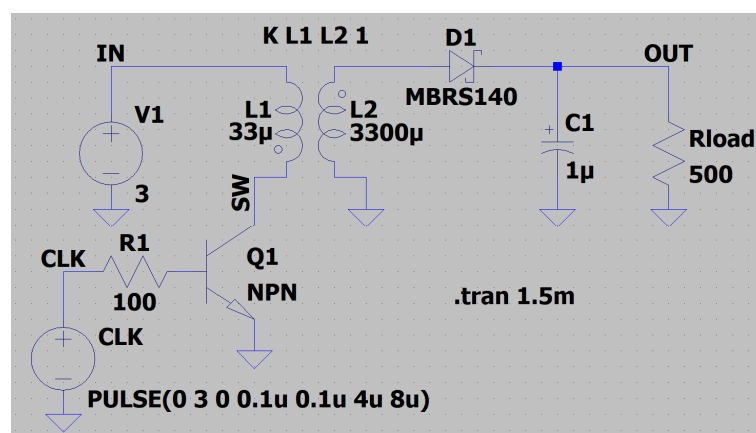 K L1 L2 1
IN
D1
OUT
MBRS140
V1
L1
33µ
L2
3300µ
C1
1µ
Rload
500
3
SW
R1
CLK
100
Q1
NPN
.tran 1.5m
CLK
PULSE(0 3 0 0.1u 0.1u 4u 8u)